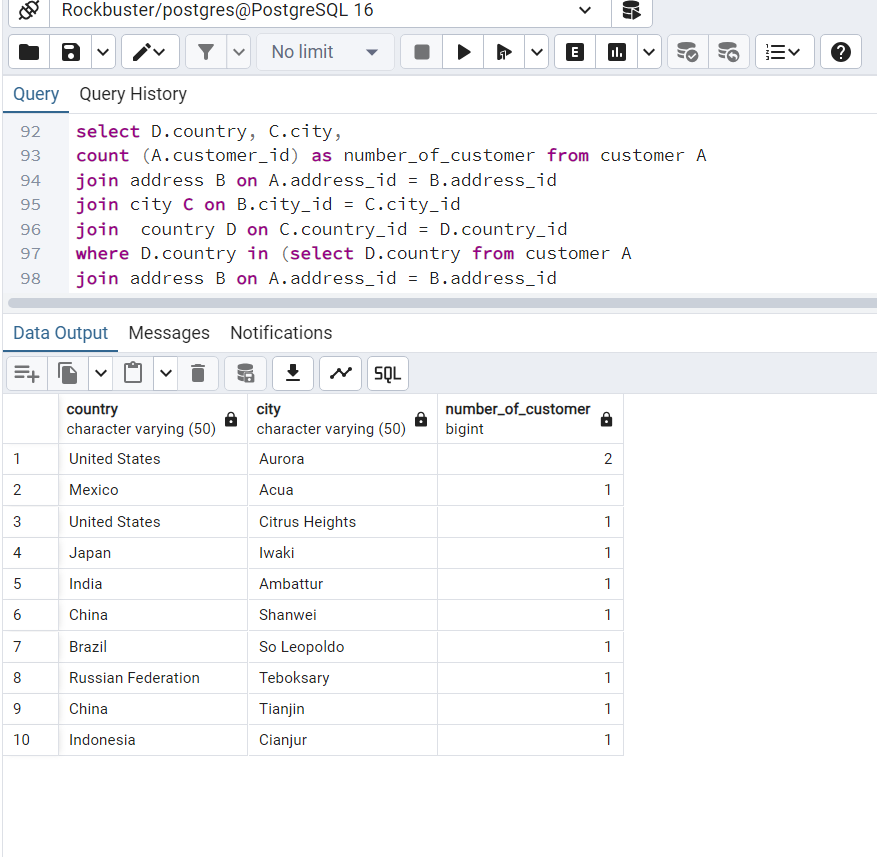 Rockbuster/postgres@PostgreSQL 16
No limit
E
SQL
Query Query History
92 select D.country, C.city,
93 count (A.customer_id) as number_of_customer from customer A
94 join address B on A.address_id = B.address_id
95 join city C on B.city_id = C.city_id
96 join  country D on C.country_id = D.country_id
97 where D.country in (select D.country from customer A
98 join address B on A.address_id = B.address_id
Data Output Messages Notifications
country city number_of_customer
character varying (50) character varying (50) bigint
1 United States Aurora 2
2 Mexico Acua 1
3 United States Citrus Heights 1
4 Japan Iwaki 1
5 India Ambattur 1
6 China Shanwei 1
7 Brazil So Leopoldo 1
8 Russian Federation Teboksary 1
9 China Tianjin 1
10 Indonesia Cianjur 1